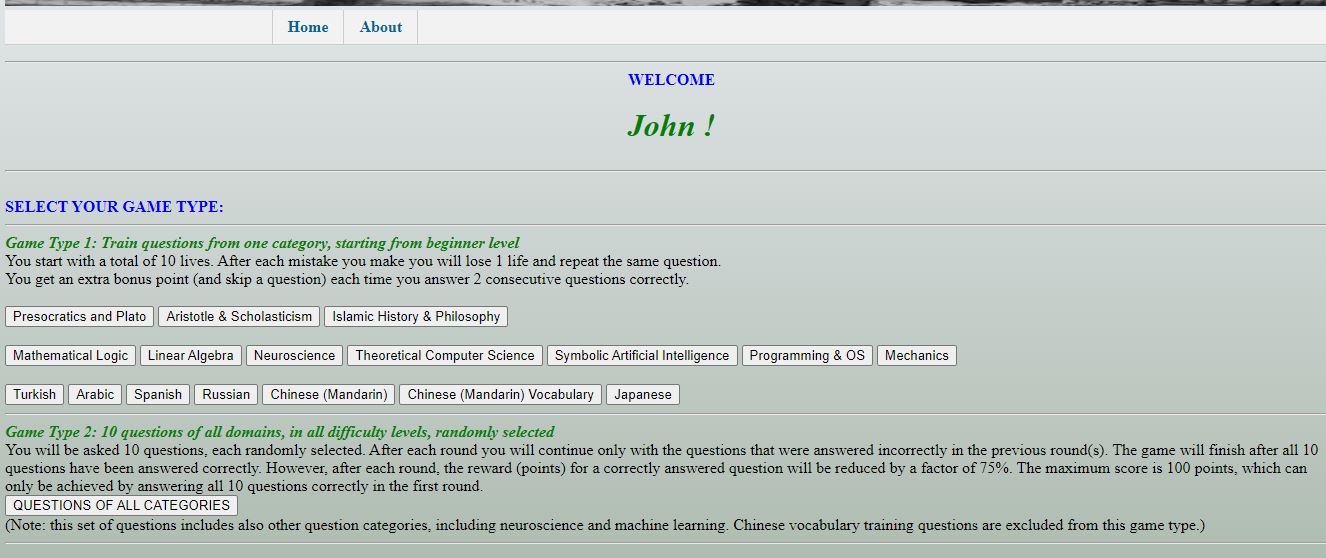 Home About
WELCOME
John !
SELECT YOUR GAME TYPE:
Game Type 1: Train questions from one category, starting from beginner level
You start with a total of 10 lives. After each mistake you make you will lose 1 life and repeat the same question.
You get an extra bonus point (and skip a question) each time you answer 2 consecutive questions correctly.
Presocratics and Plato Aristotle & Scholasticism Islamic History & Philosophy
Mathematical Logic Linear Algebra Neuroscience Theoretical Computer Science Symbolic Artificial Intelligence Programming & OS Mechanics
Turkish Arabic Spanish Russian Chinese (Mandarin) Chinese (Mandarin) Vocabulary Japanese
Game Type 2: 10 questions of all domains, in all difficulty levels, randomly selected
You will be asked 10 questions, each randomly selected. After each round you will continue only with the questions that were answered incorrectly in the previous round(s). The game will finish after all 10
questions have been answered correctly. However, after each round, the reward (points) for a correctly answered question will be reduced by a factor of 75%. The maximum score is 100 points, which can
only be achieved by answering all 10 questions correctly in the first round.
QUESTIONS OF ALL CATEGORIES
(Note: this set of questions includes also other question categories, including neuroscience and machine learning. Chinese vocabulary training questions are excluded from this game type.)